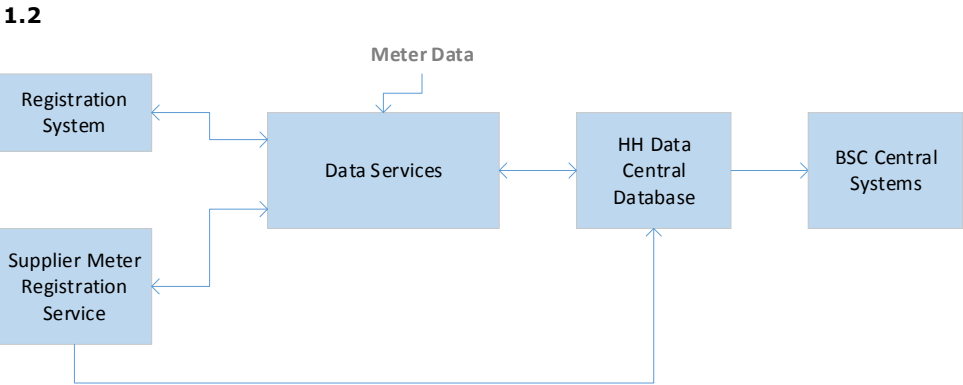 1.2
Meter Data
Registration
System
Data Services
HH Data
Central
Database
BSC Central
Systems
Supplier Meter
Registration
Service